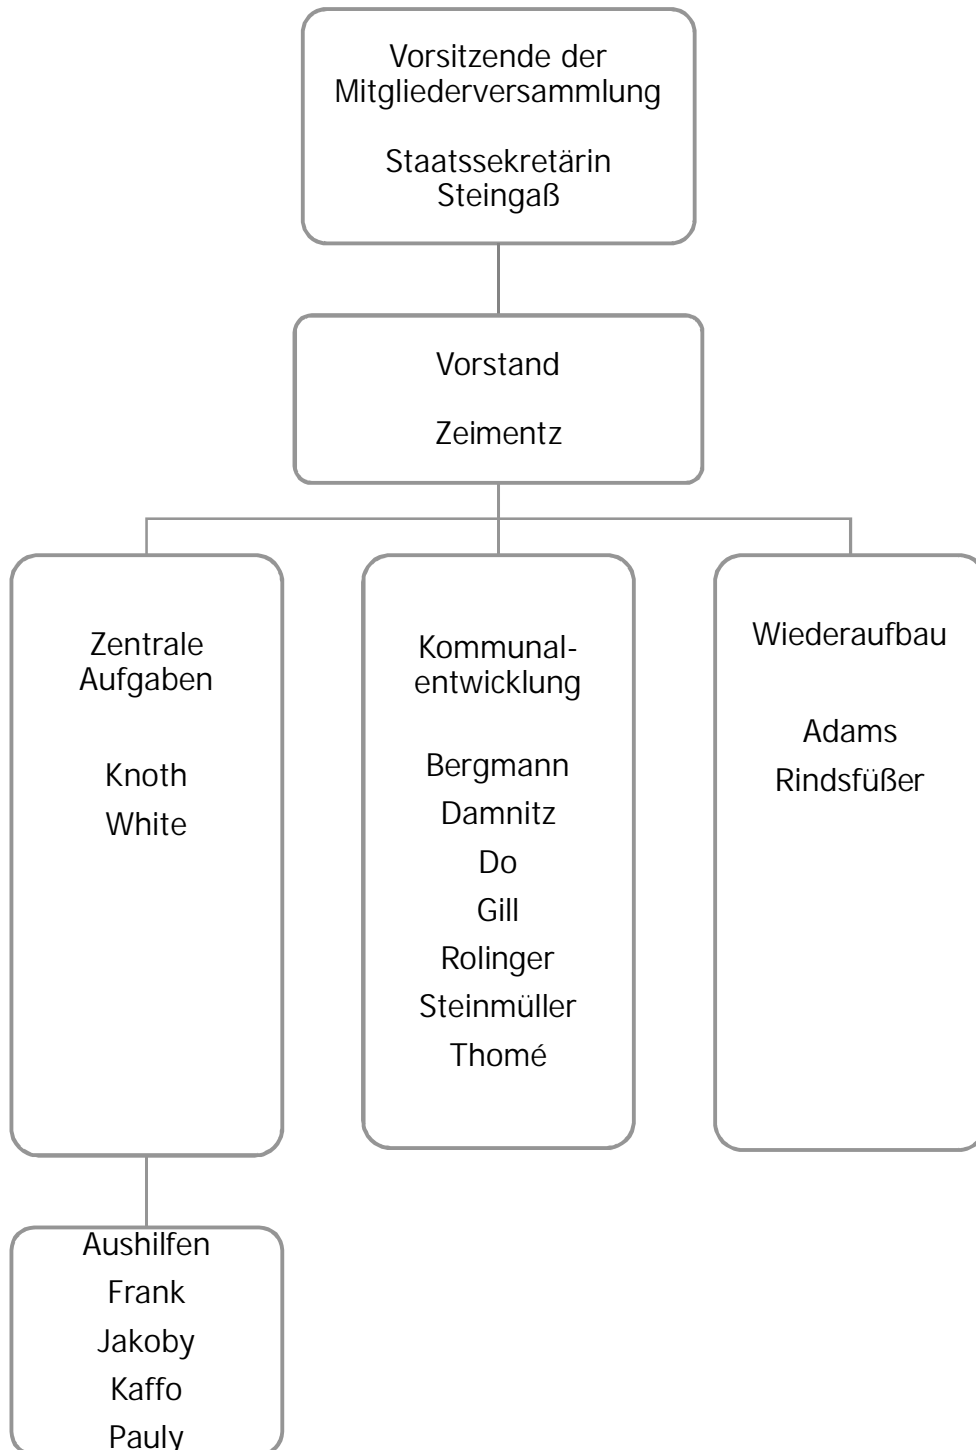 Vorsitzende der
Mitgliederversammlung
Staatssekretärin
Steingaß
Vorstand
Zeimentz
Zentrale
Aufgaben
Knoth
White
Kommunal-
entwicklung
Bergmann
Damnitz
Do
Gill
Rolinger
Steinmüller
Thomé
Wiederaufbau
Adams
Rindsfüßer
Aushilfen
Frank
Jakoby
Kaffo
Pauly